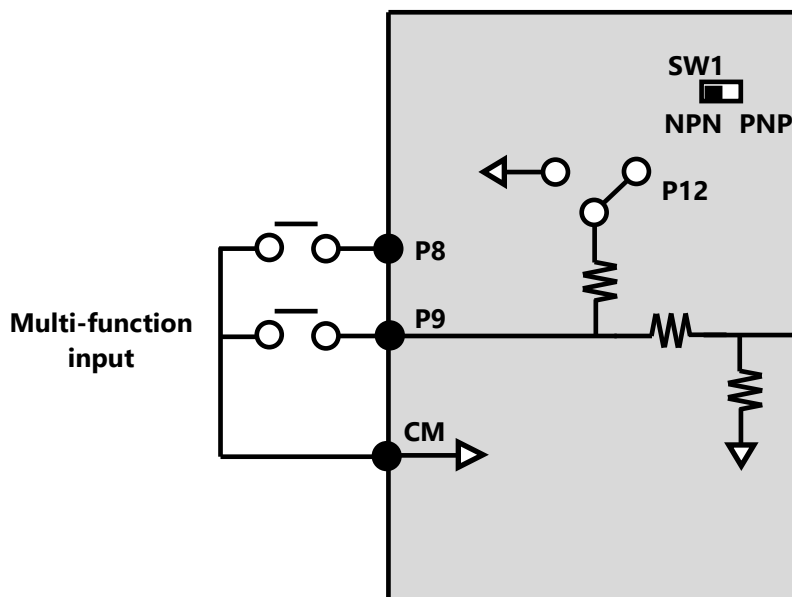 SW1
NPN PNP
P12
P8
P9
Multi-function
input
CM